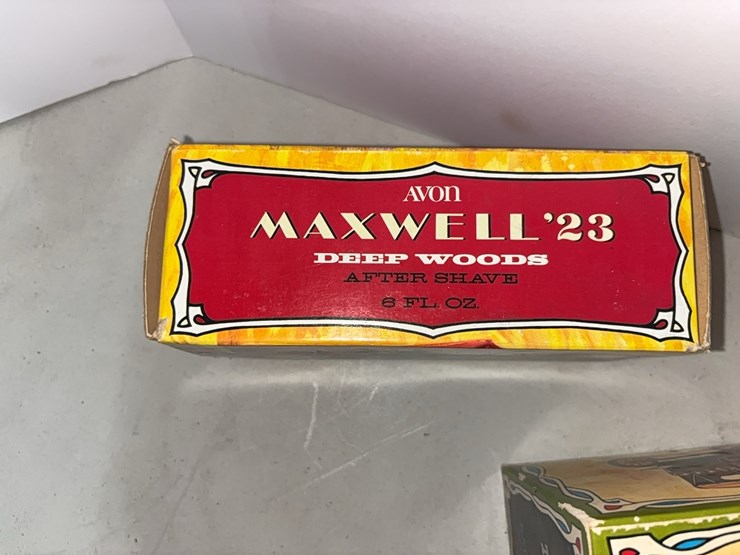 AVON
MAXWELL '23
DEEP WOODS
AFTER SHAVE
6 FL. OZ.